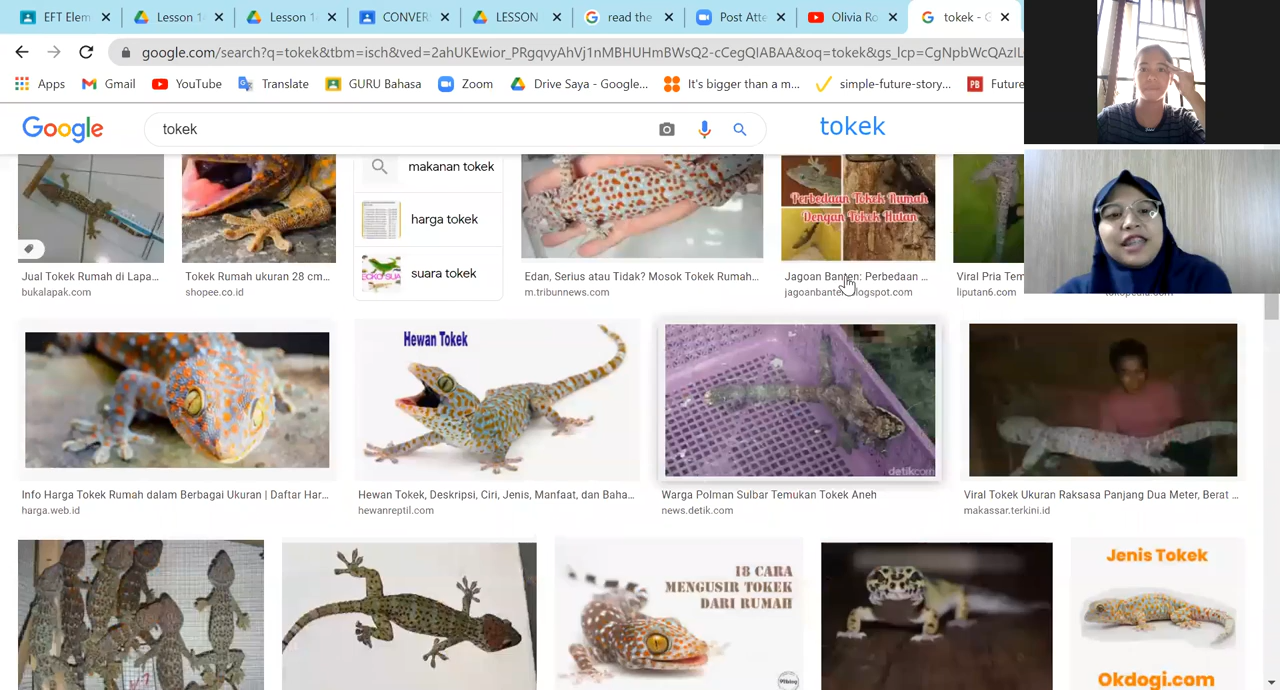 EFT Elem
Lesson 1
Lesson 1
CONVER
LESSON
read the
Post Atte
Olivia Ro
tokek - G
google.com/search?q=tokek&tbm=isch&ved=2ahUKEwior_PRgqvyAhVj1nMBHUHmBWsQ2-cCegQIABAA&oq=tokek&gs_lcp=CgNpbWcQAzIL
Apps
Gmail
YouTube
Translate
GURU Bahasa
Zoom
Drive Saya - Google...
It's bigger than a m...
simple-future-story...
PB
Future
Google
tokek
tokek
makanan tokek
harga tokek
suara tokek
Perbedaan Tokek Rumah
Dengan Tokek Hutan
Jual Tokek Rumah di Lapa...
bukalapak.com
Tokek Rumah ukuran 28 cm...
shopee.co.id
Edan, Serius atau Tidak? Mosok Tokek Rumah...
m.tribunnews.com
Jagoan Banten: Perbedaan ...
jagoanbanten.blogspot.com
Viral Pria Tem
liputan6.com
tokopedia.com
Hewan Tokek
detikcom
Info Harga Tokek Rumah dalam Berbagai Ukuran | Daftar Har...
harga.web.id
Hewan Tokek, Deskripsi, Ciri, Jenis, Manfaat, dan Baha...
hewanreptil.com
Warga Polman Sulbar Temukan Tokek Aneh
news.detik.com
Viral Tokek Ukuran Raksasa Panjang Dua Meter, Berat ...
makassar.terkini.id
18 CARA
MENGUSIR TOKEK
DARI RUMAH
Jenis Tokek
Okdogi.com